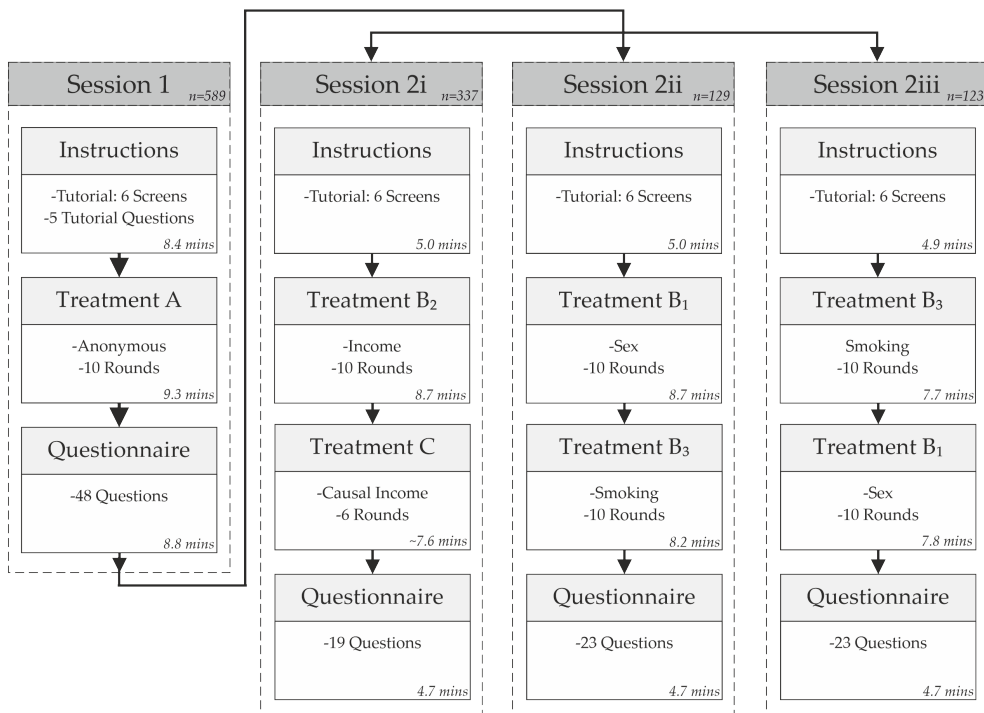 Session 1
n=589
Instructions
-Tutorial: 6 Screens
-5 Tutorial Questions
8.4 mins
Treatment A
-Anonymous
-10 Rounds
9.3 mins
Questionnaire
-48 Questions
8.8 mins
Session 2i
n=337
Instructions
-Tutorial: 6 Screens
5.0 mins
Treatment B₂
-Income
-10 Rounds
8.7 mins
Treatment C
-Causal Income
-6 Rounds
~7.6 mins
Questionnaire
-19 Questions
4.7 mins
Session 2ii
n=129
Instructions
-Tutorial: 6 Screens
5.0 mins
Treatment B₁
-Sex
-10 Rounds
8.7 mins
Treatment B₃
-Smoking
-10 Rounds
8.2 mins
Questionnaire
-23 Questions
4.7 mins
Session 2iii
n=123
Instructions
-Tutorial: 6 Screens
4.9 mins
Treatment B₃
Smoking
-10 Rounds
7.7 mins
Treatment B₁
-Sex
-10 Rounds
7.8 mins
Questionnaire
-23 Questions
4.7 mins